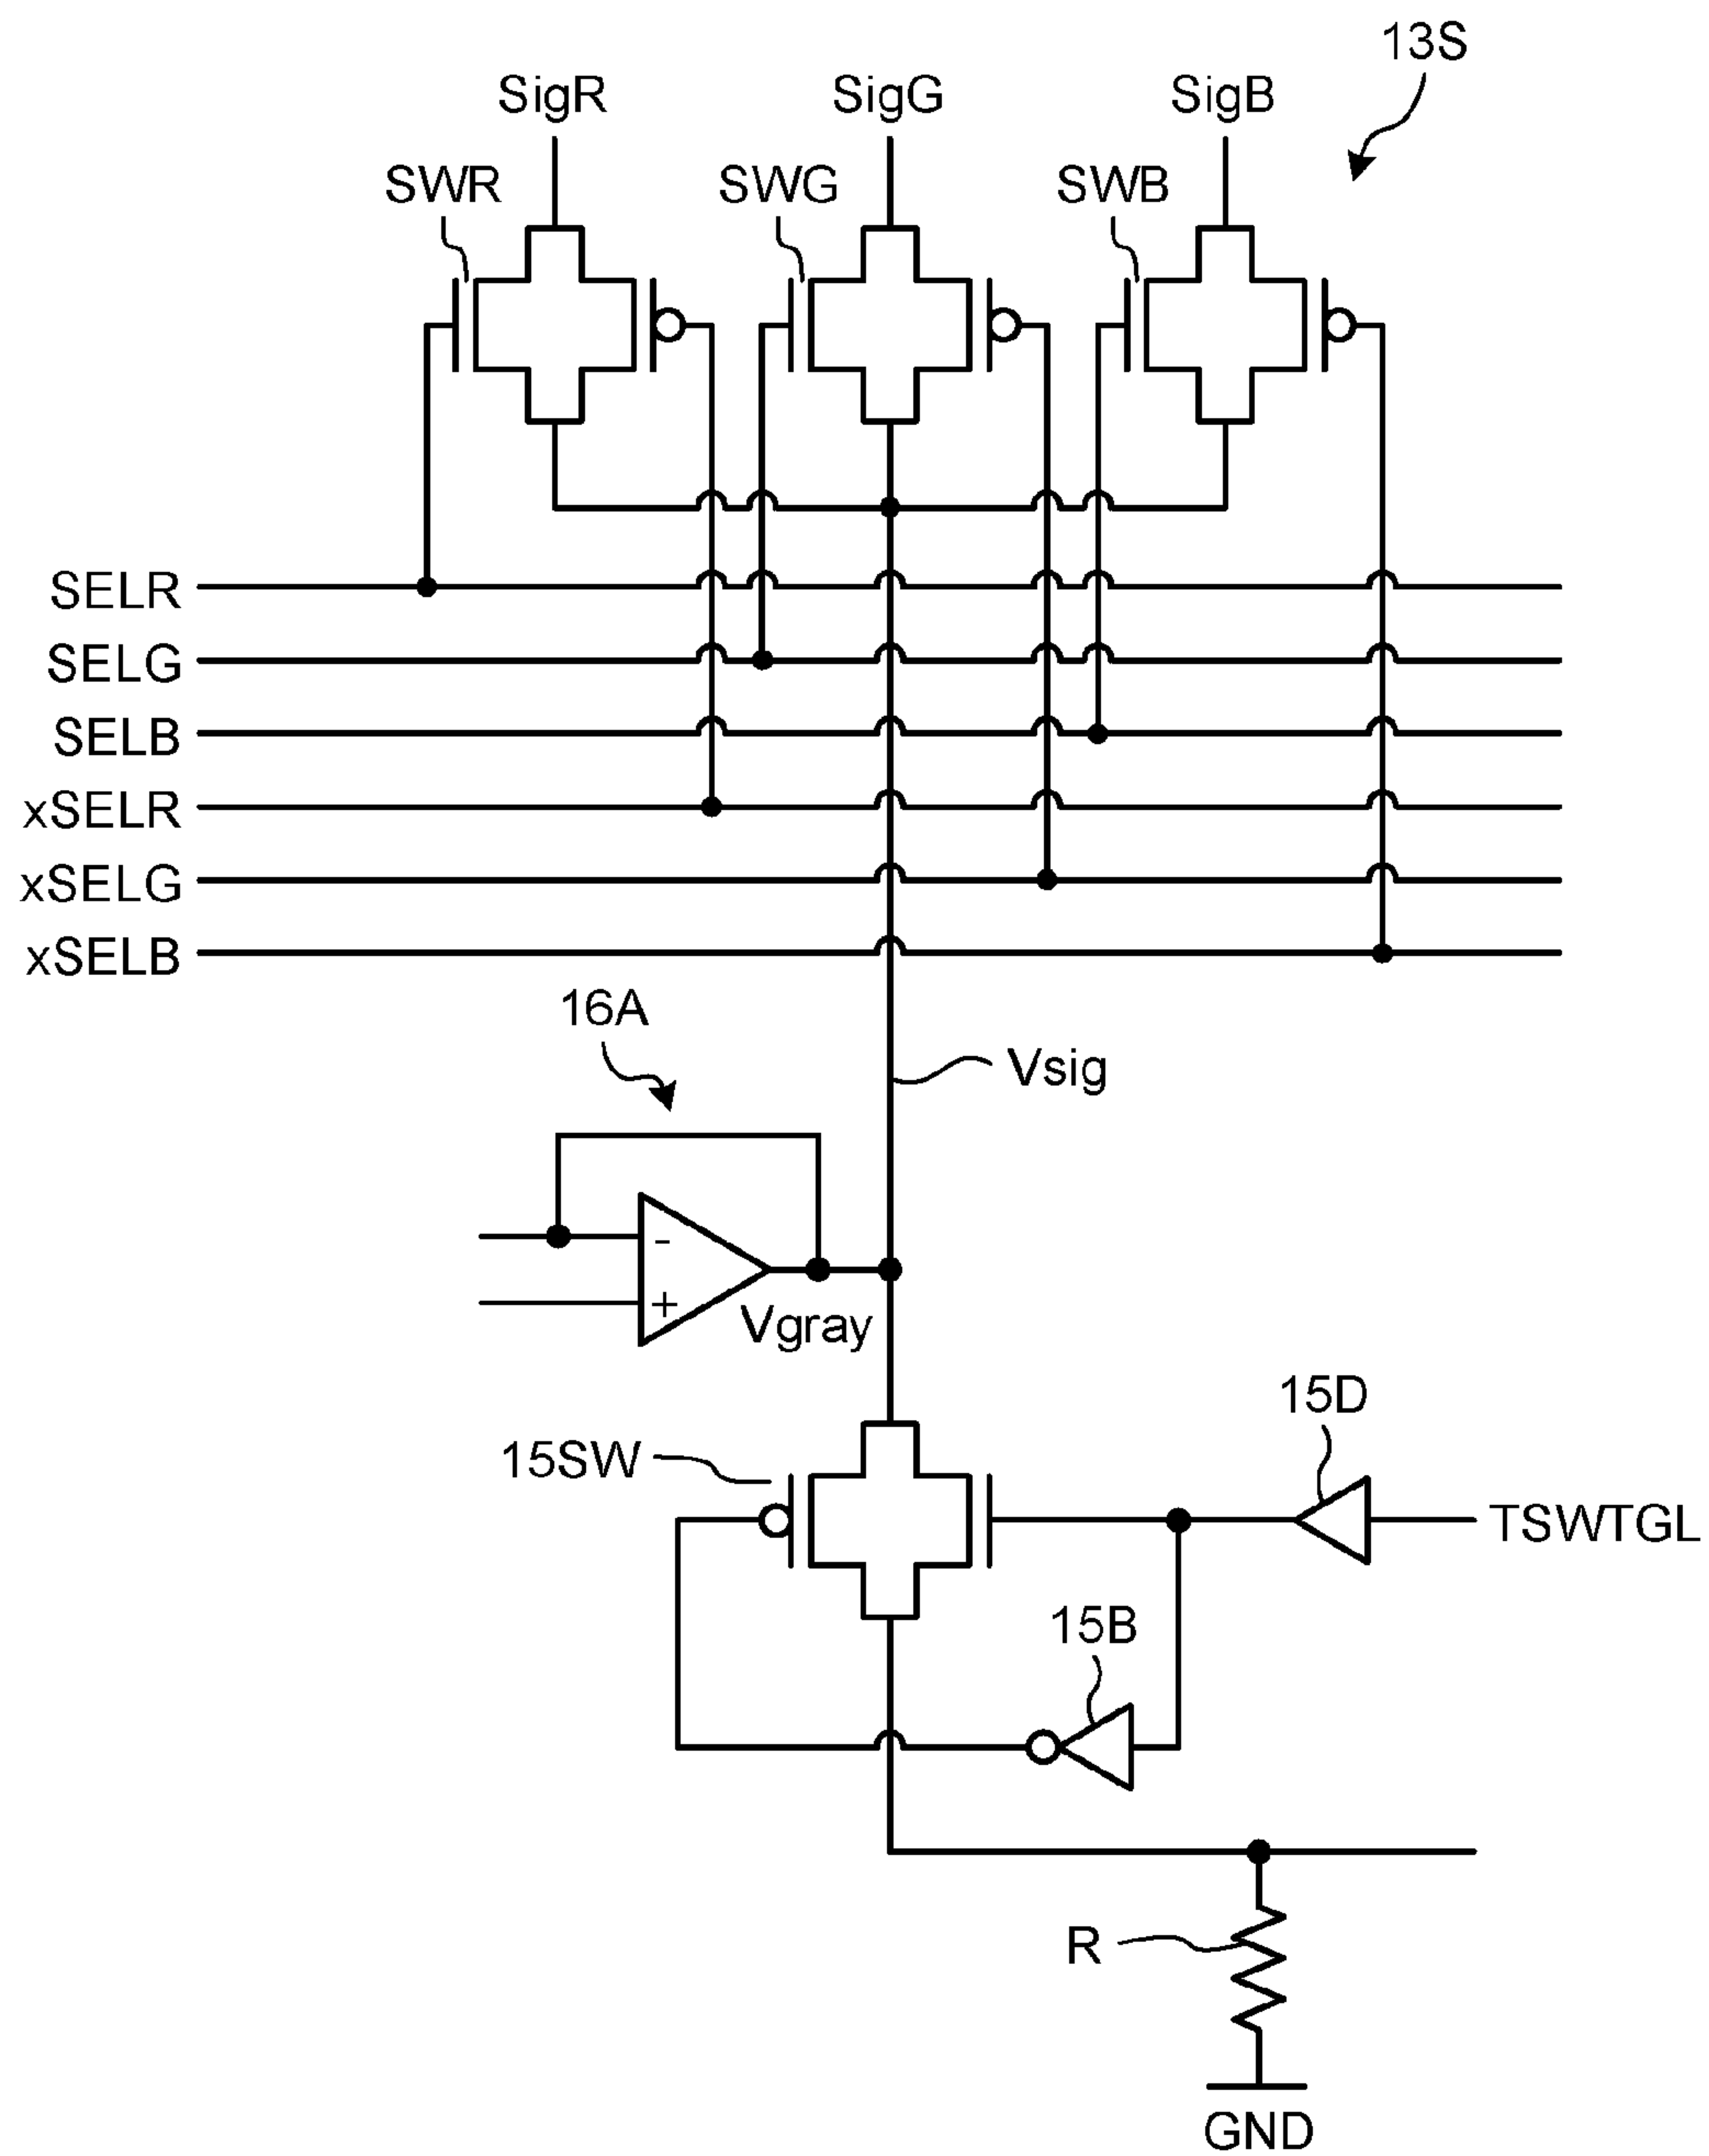 13S
SigR SigG SigB
SWR SWG SWB
SELR
SELG
SELB
xSELR
xSELG
xSELB
16A
Vsig
-
+
Vgray
15D
15SW
TSWTGL
15B
R
GND